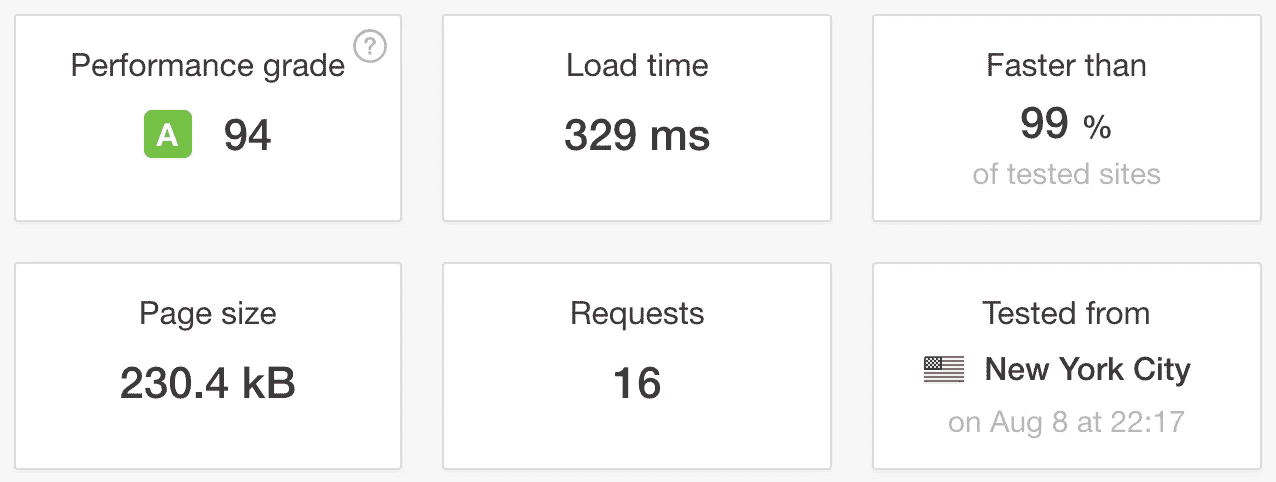 Performance grade
?
A 94
Load time
329 ms
Faster than
99 %
of tested sites
Page size
230.4 kB
Requests
16
Tested from
New York City
on Aug 8 at 22:17